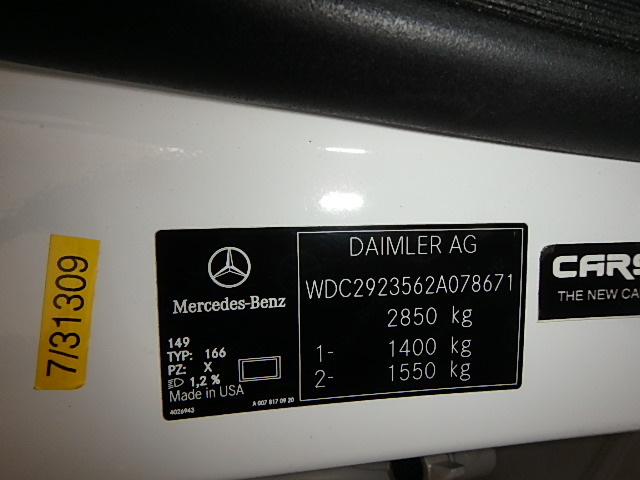 7/31309
Mercedes-Benz
149
TYP: 166
PZ: X
1,2 %
Made in USA
4026943
A 007 817 09 20
DAIMLER AG
WDC2923562A078671
2850 kg
1- 1400 kg
2- 1550 kg
CARS
THE NEW CA